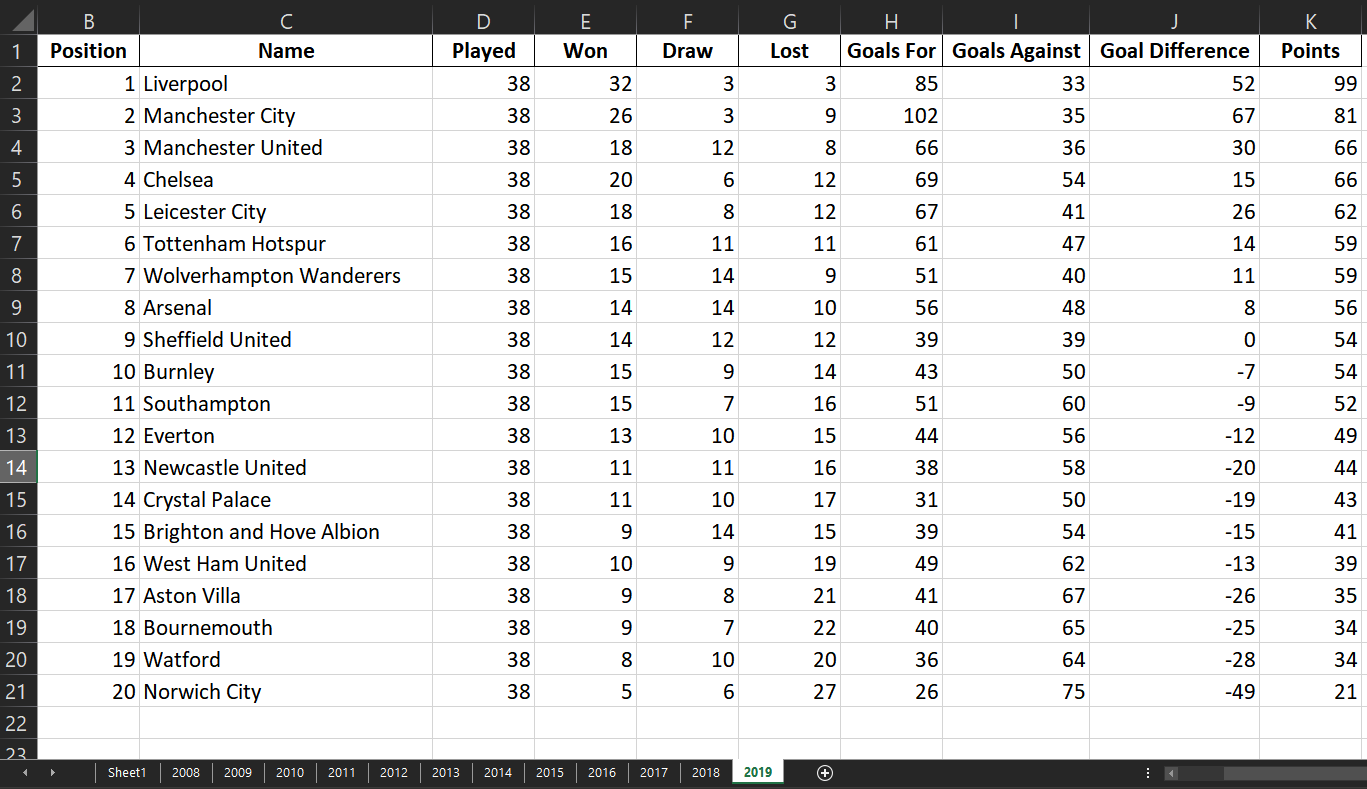 B C D E F G H I J K
1 Position Name Played Won Draw Lost Goals For Goals Against Goal Difference Points
2 1 Liverpool 38 32 3 3 85 33 52 99
3 2 Manchester City 38 26 3 9 102 35 67 81
4 3 Manchester United 38 18 12 8 66 36 30 66
5 4 Chelsea 38 20 6 12 69 54 15 66
6 5 Leicester City 38 18 8 12 67 41 26 62
7 6 Tottenham Hotspur 38 16 11 11 61 47 14 59
8 7 Wolverhampton Wanderers 38 15 14 9 51 40 11 59
9 8 Arsenal 38 14 14 10 56 48 8 56
10 9 Sheffield United 38 14 12 12 39 39 0 54
11 10 Burnley 38 15 9 14 43 50 -7 54
12 11 Southampton 38 15 7 16 51 60 -9 52
13 12 Everton 38 13 10 15 44 56 -12 49
14 13 Newcastle United 38 11 11 16 38 58 -20 44
15 14 Crystal Palace 38 11 10 17 31 50 -19 43
16 15 Brighton and Hove Albion 38 9 14 15 39 54 -15 41
17 16 West Ham United 38 10 9 19 49 62 -13 39
18 17 Aston Villa 38 9 8 21 41 67 -26 35
19 18 Bournemouth 38 9 7 22 40 65 -25 34
20 19 Watford 38 8 10 20 36 64 -28 34
21 20 Norwich City 38 5 6 27 26 75 -49 21
22
23
Sheet1 2008 2009 2010 2011 2012 2013 2014 2015 2016 2017 2018 2019